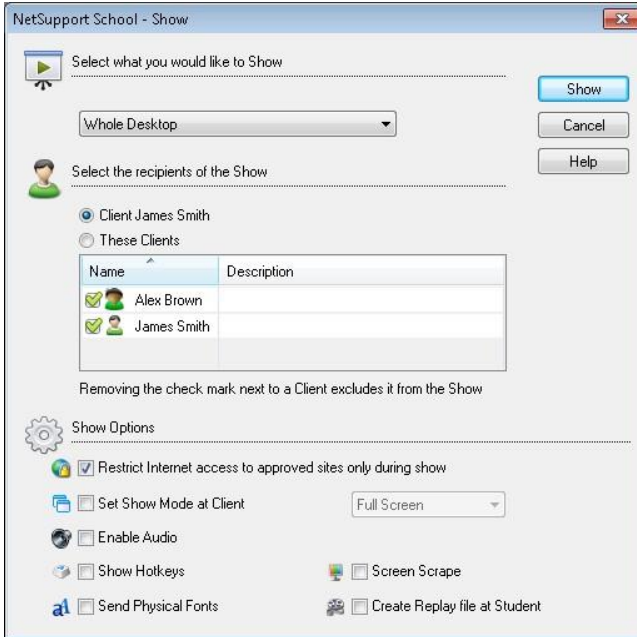 NetSupport School - Show
Select what you would like to Show
Show
Whole Desktop
Cancel
Help
Select the recipients of the Show
Client James Smith
These Clients
Name Description
Alex Brown
James Smith
Removing the check mark next to a Client excludes it from the Show
Show Options
Restrict Internet access to approved sites only during show
Set Show Mode at Client Full Screen
Enable Audio
Show Hotkeys Screen Scrape
Send Physical Fonts Create Replay file at Student